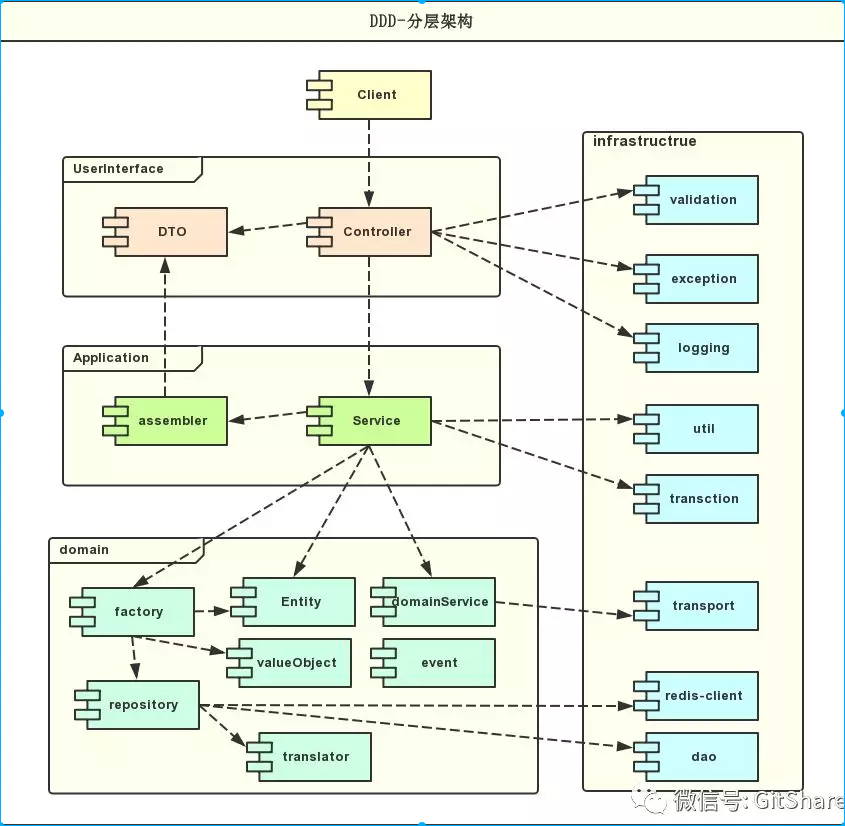 DDD-分层架构
Client
infrastructrue
UserInterface
validation
DTO
Controller
exception
logging
Application
assembler
Service
util
transction
domain
factory
Entity
domainService
transport
valueObject
event
repository
redis-client
translator
dao
微信号: GitShare